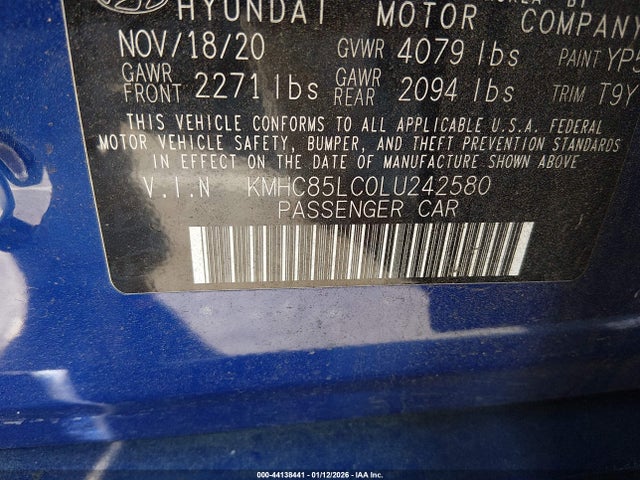 HYUNDAI MOTOR COMPANY
NOV/18/20 GVWR 4079 lbs PAINT YP5
GAWR FRONT 2271 lbs GAWR REAR 2094 lbs TRIM T9Y
THIS VEHICLE CONFORMS TO ALL APPLICABLE U.S.A. FEDERAL
MOTOR VEHICLE SAFETY, BUMPER, AND THEFT PREVENTION STANDARDS
IN EFFECT ON THE DATE OF MANUFACTURE SHOWN ABOVE
V.I.N KMHC85LC0LU242580
PASSENGER CAR
000-44138441 - 01/12/2026 - IAA Inc.